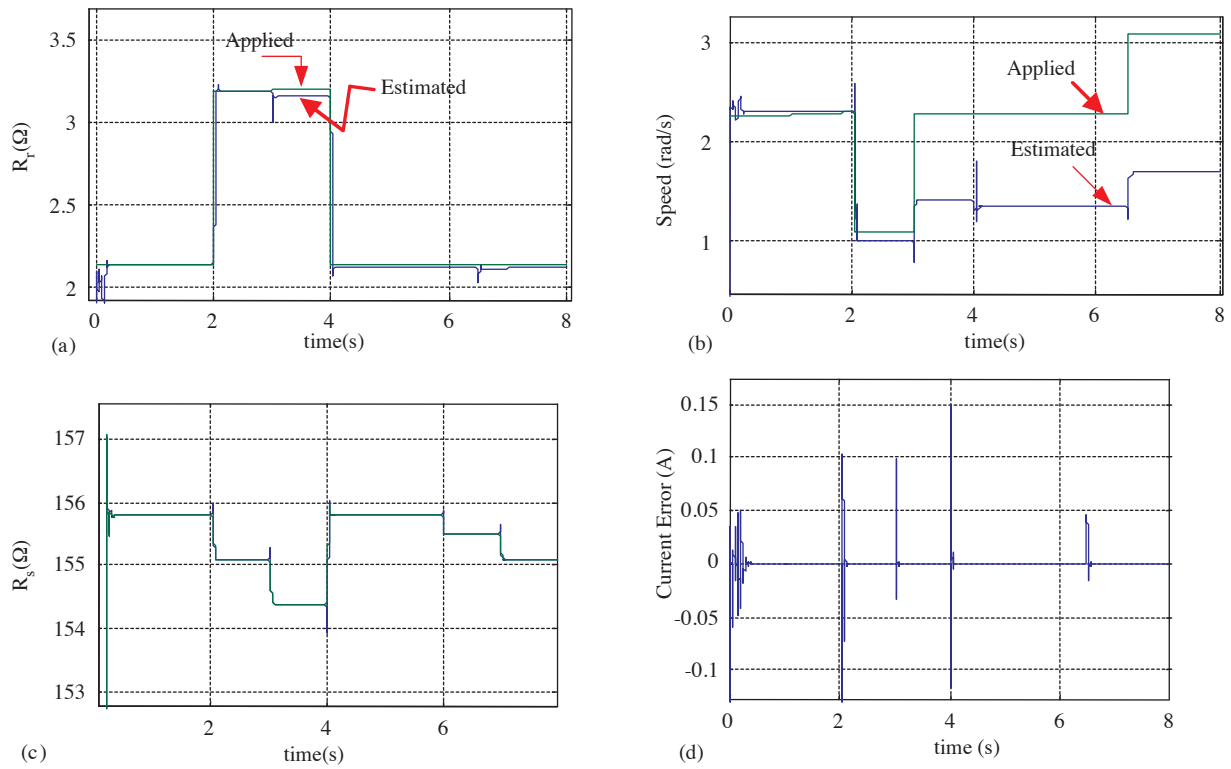 3.5
3
2.5
2
R_r(Ω)
Applied
Estimated
0 2 4 6 8
time(s)
(a)
3
2
1
Speed (rad/s)
Applied
Estimated
0 2 4 6 8
time(s)
(b)
157
156
155
154
153
R_s(Ω)
2 4 6
time(s)
(c)
0.15
0.1
0.05
0
-0.05
-0.1
Current Error (A)
0 2 4 6 8
time (s)
(d)